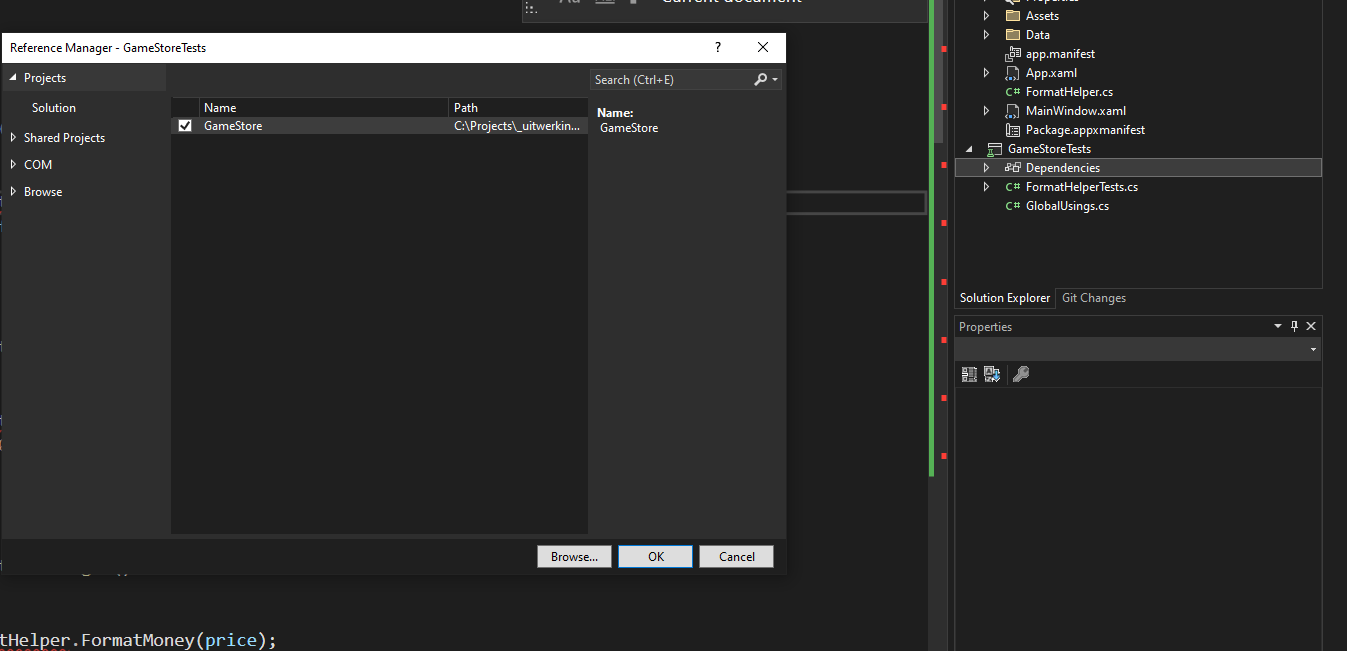 Current document
Reference Manager - GameStoreTests
?
Projects
Solution
Shared Projects
COM
Browse
Search (Ctrl+E)
Name
Path
GameStore
C:\Projects\_uitwerkin...
Name:
GameStore
Browse...
OK
Cancel
tHelper.FormatMoney(price);
Properties
Assets
Data
app.manifest
App.xaml
C# FormatHelper.cs
MainWindow.xaml
Package.appxmanifest
GameStoreTests
Dependencies
C# FormatHelperTests.cs
C# GlobalUsings.cs
Solution Explorer
Git Changes
Properties